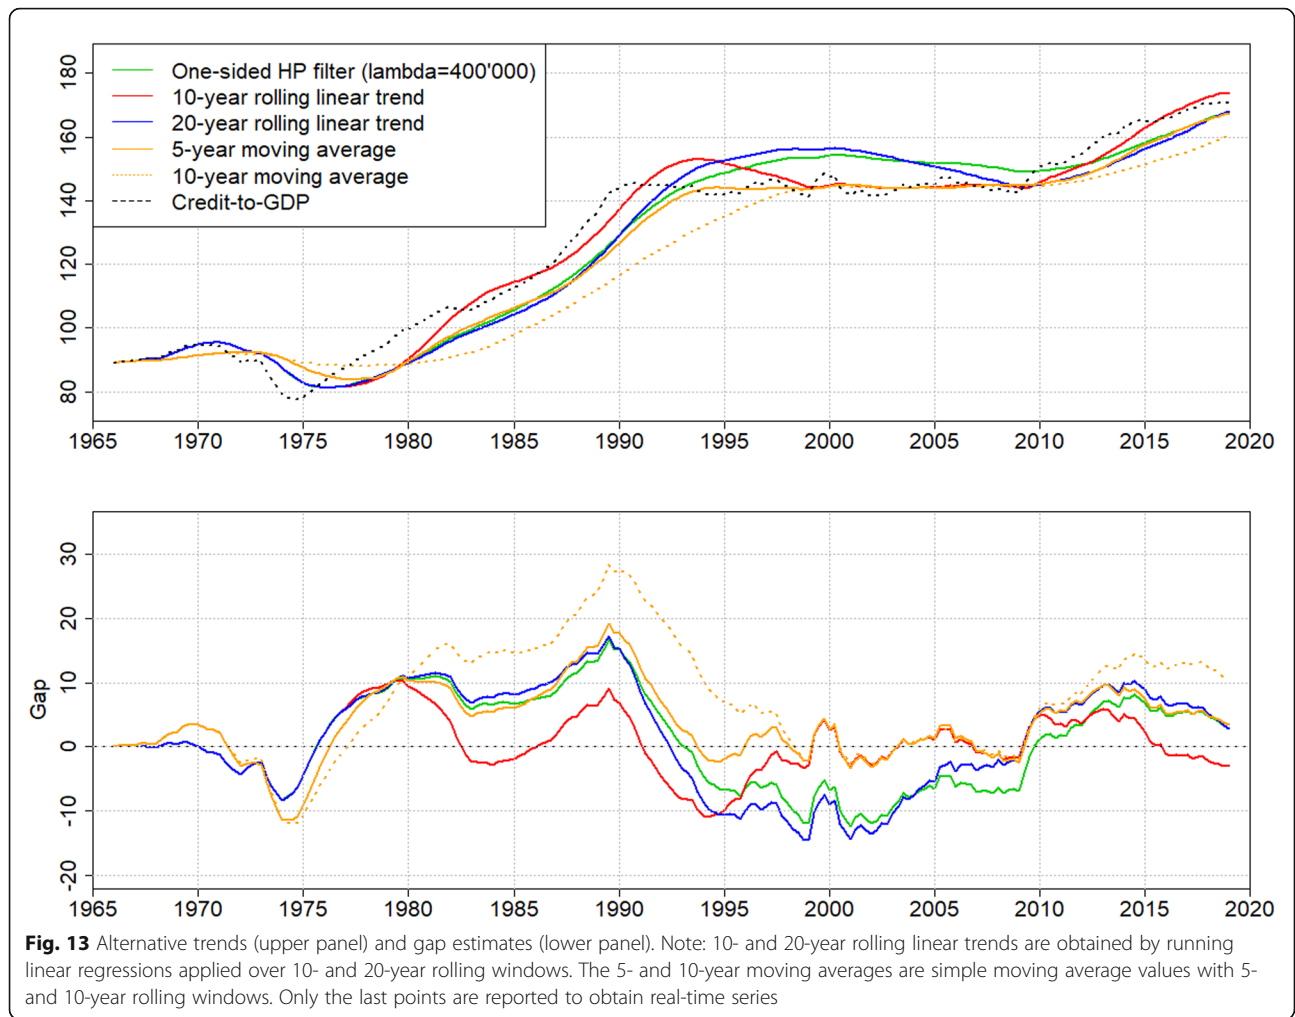 180
160
140
120
100
80
One-sided HP filter (lambda=400'000)
10-year rolling linear trend
20-year rolling linear trend
5-year moving average
10-year moving average
Credit-to-GDP
1965 1970 1975 1980 1985 1990 1995 2000 2005 2010 2015 2020
Gap
30
20
10
0
-10
-20
1965 1970 1975 1980 1985 1990 1995 2000 2005 2010 2015 2020
Fig. 13 Alternative trends (upper panel) and gap estimates (lower panel). Note: 10- and 20-year rolling linear trends are obtained by running
linear regressions applied over 10- and 20-year rolling windows. The 5- and 10-year moving averages are simple moving average values with 5-
and 10-year rolling windows. Only the last points are reported to obtain real-time series